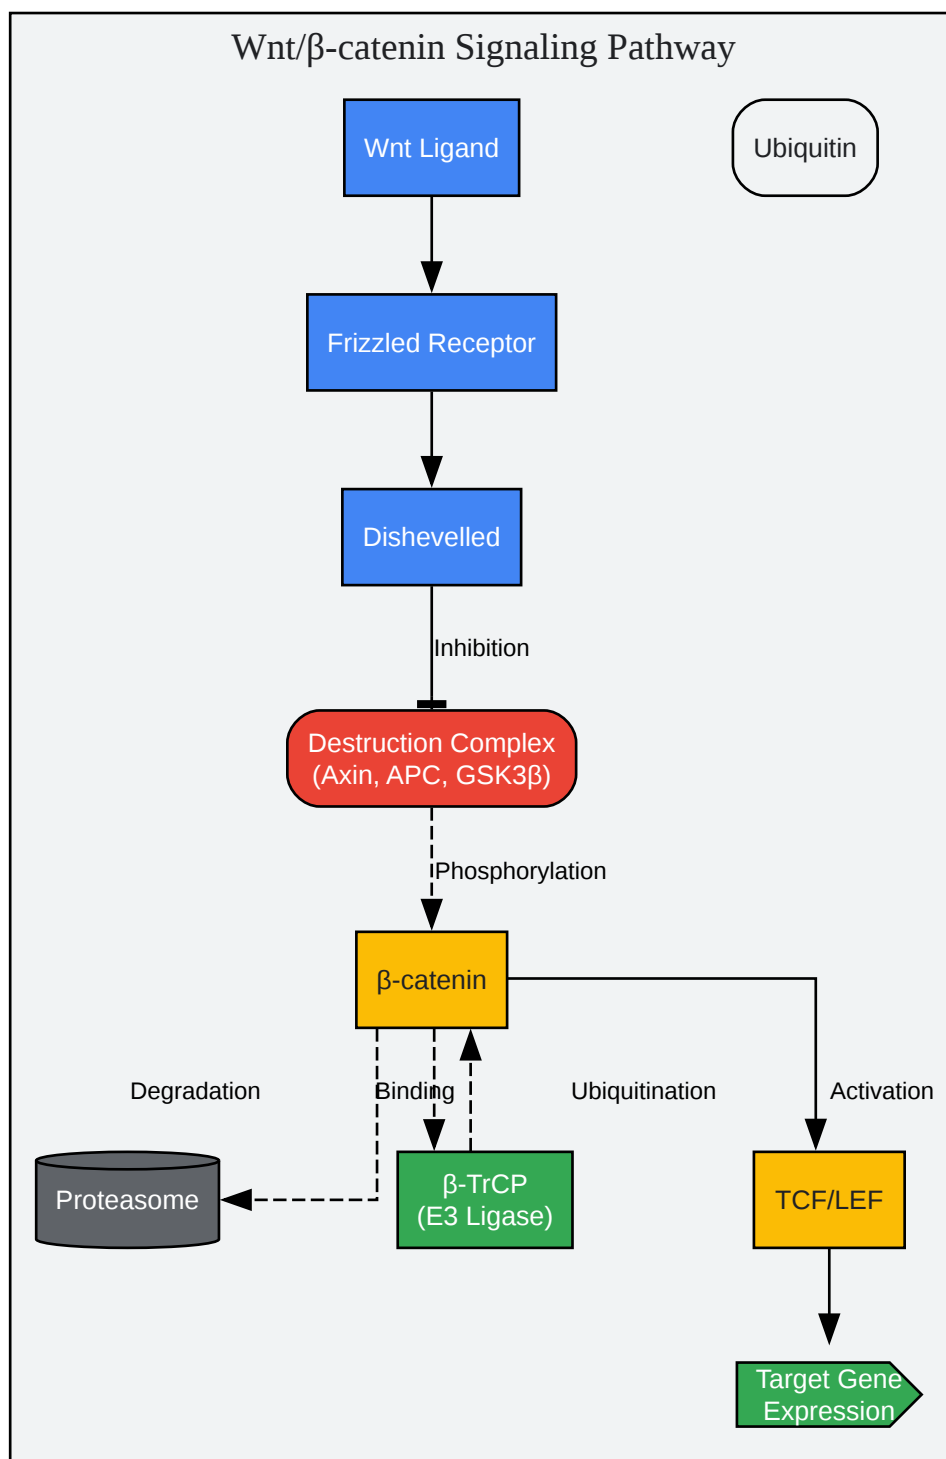 Wnt/β-catenin Signaling Pathway
Wnt Ligand
Ubiquitin
Frizzled Receptor
Dishevelled
Inhibition
Destruction Complex
(Axin, APC, GSK3β)
Phosphorylation
β-catenin
Degradation
Binding
Ubiquitination
Activation
Proteasome
β-TrCP
(E3 Ligase)
TCF/LEF
Target Gene
Expression